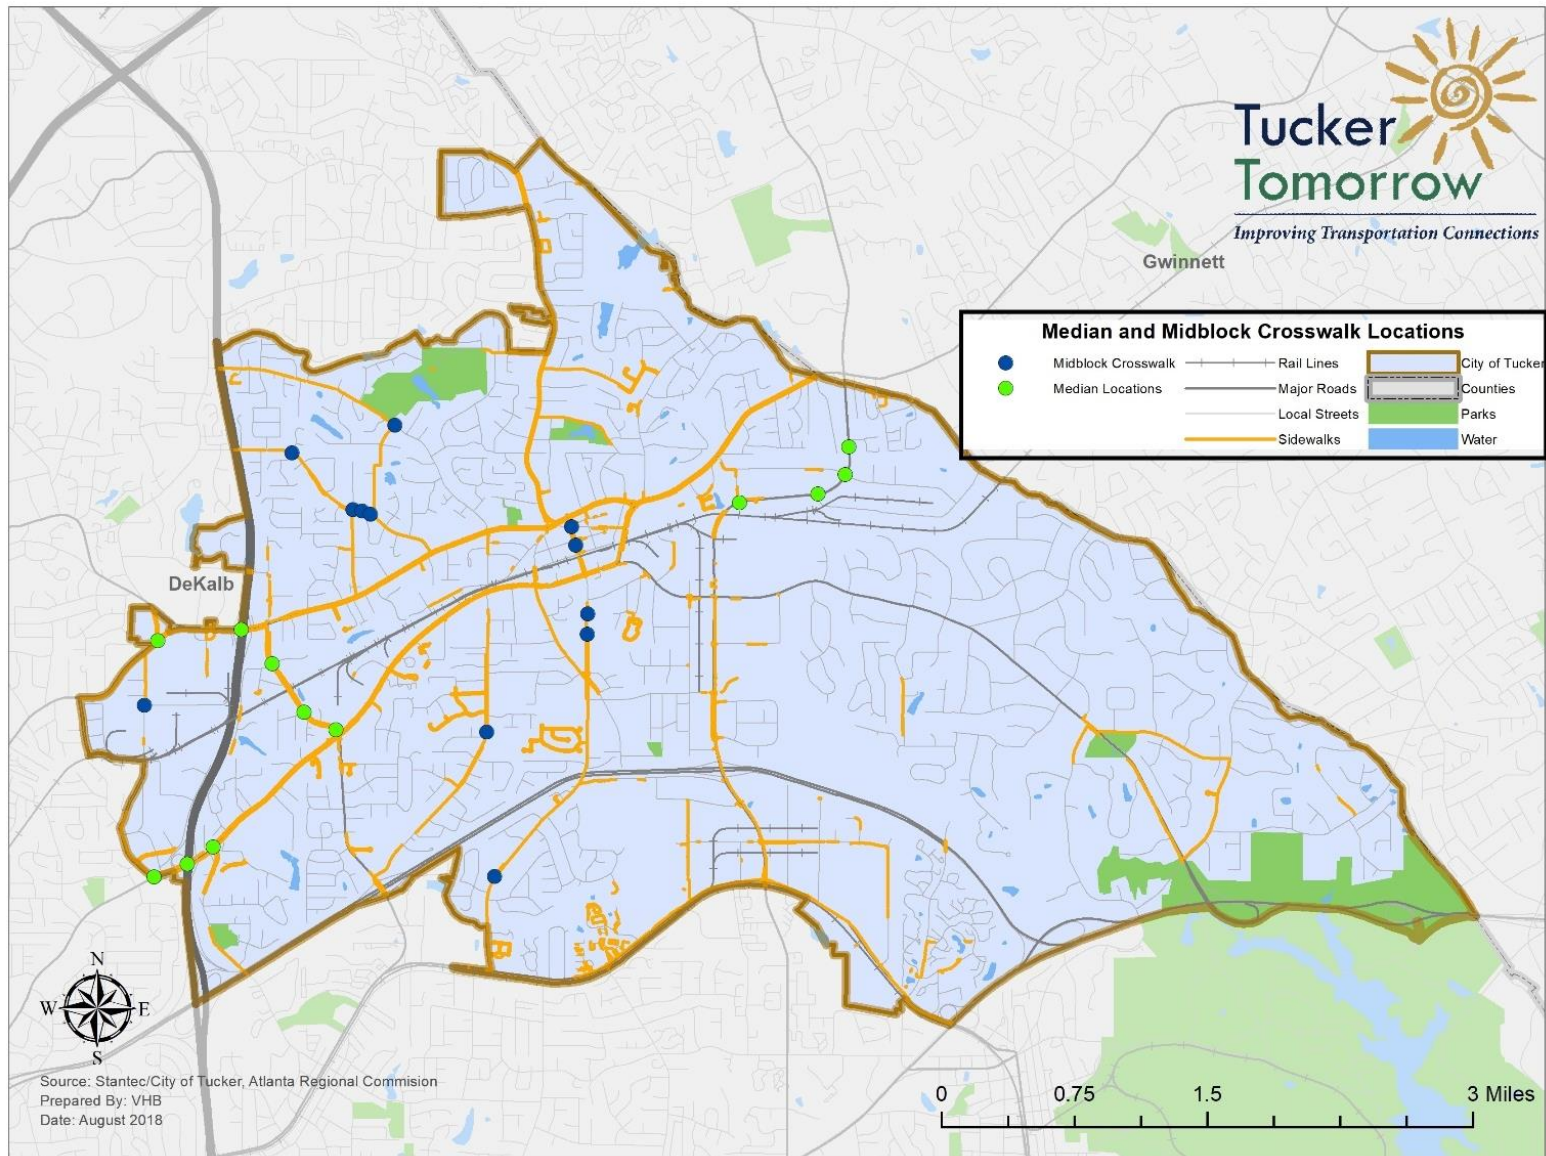 Tucker
Tomorrow
Improving Transportation Connections
Gwinnett
Median and Midblock Crosswalk Locations
Midblock Crosswalk
Rail Lines
City of Tucker
Median Locations
Major Roads
Counties
Local Streets
Parks
Sidewalks
Water
DeKalb
N
W
E
S
Source: Stantec/City of Tucker, Atlanta Regional Commision
Prepared By: VHB
Date: August 2018
0 0.75 1.5 3 Miles